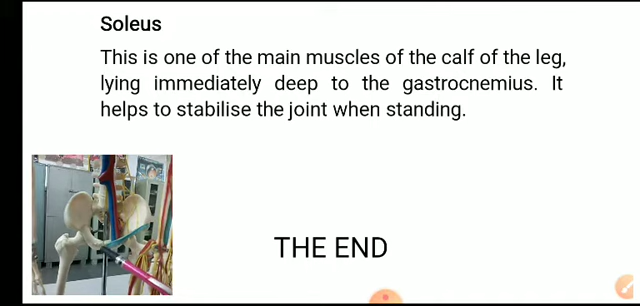 Soleus
This is one of the main muscles of the calf of the leg,
lying immediately deep to the gastrocnemius. It
helps to stabilise the joint when standing.
THE END